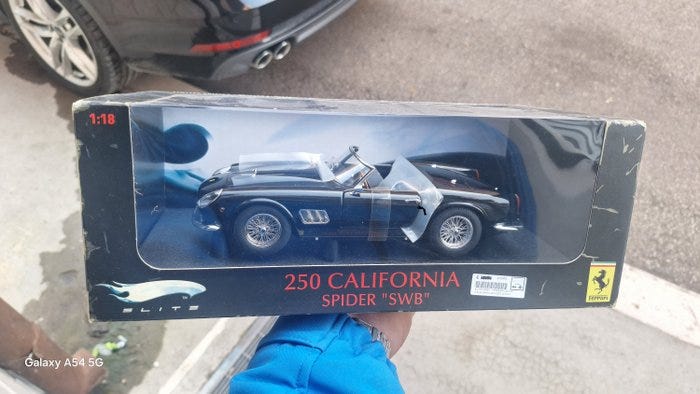 1:18
250 CALIFORNIA
SPIDER "SWB"
ELITE
Ferrari
Galaxy A54 5G